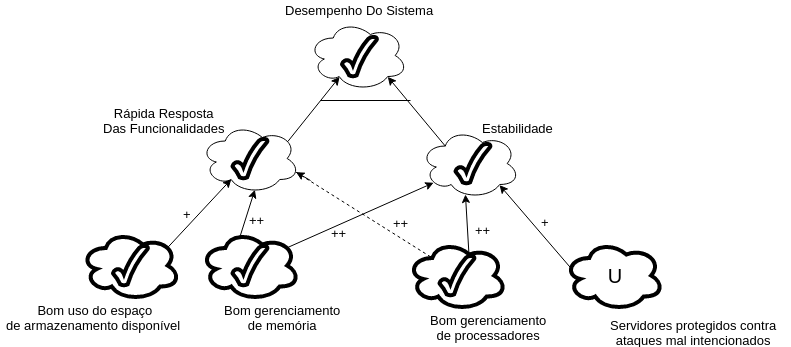 Desempenho Do Sistema
Rápida Resposta
Das Funcionalidades
Estabilidade
+
++
++
++
++
+
U
Bom uso do espaço
de armazenamento disponível
Bom gerenciamento
de memória
Bom gerenciamento
de processadores
Servidores protegidos contra
ataques mal intencionados